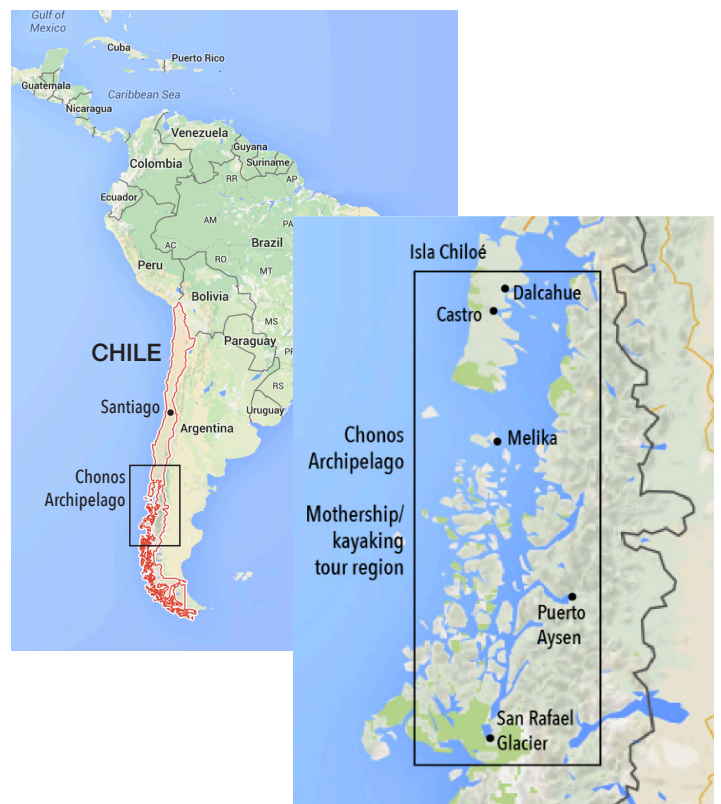 Gulf of
Mexico
Cuba
Puerto Rico
Guatemala
Caribbean Sea
Nicaragua
Venezuela
Guyana
Colombia
Suriname
RR
AP
Ecuador
AM
PA
AC
RO
Brazil
Peru
MT
Bolivia
MS
CHILE
Paraguay
PR
Santiago
RS
Uruguay
Argentina
Chonos
Archipelago
Isla Chiloé
Dalcahue
Castro
Melika
Chonos
Archipelago
Mothership/
kayaking
tour region
Puerto
Aysen
San Rafael
Glacier